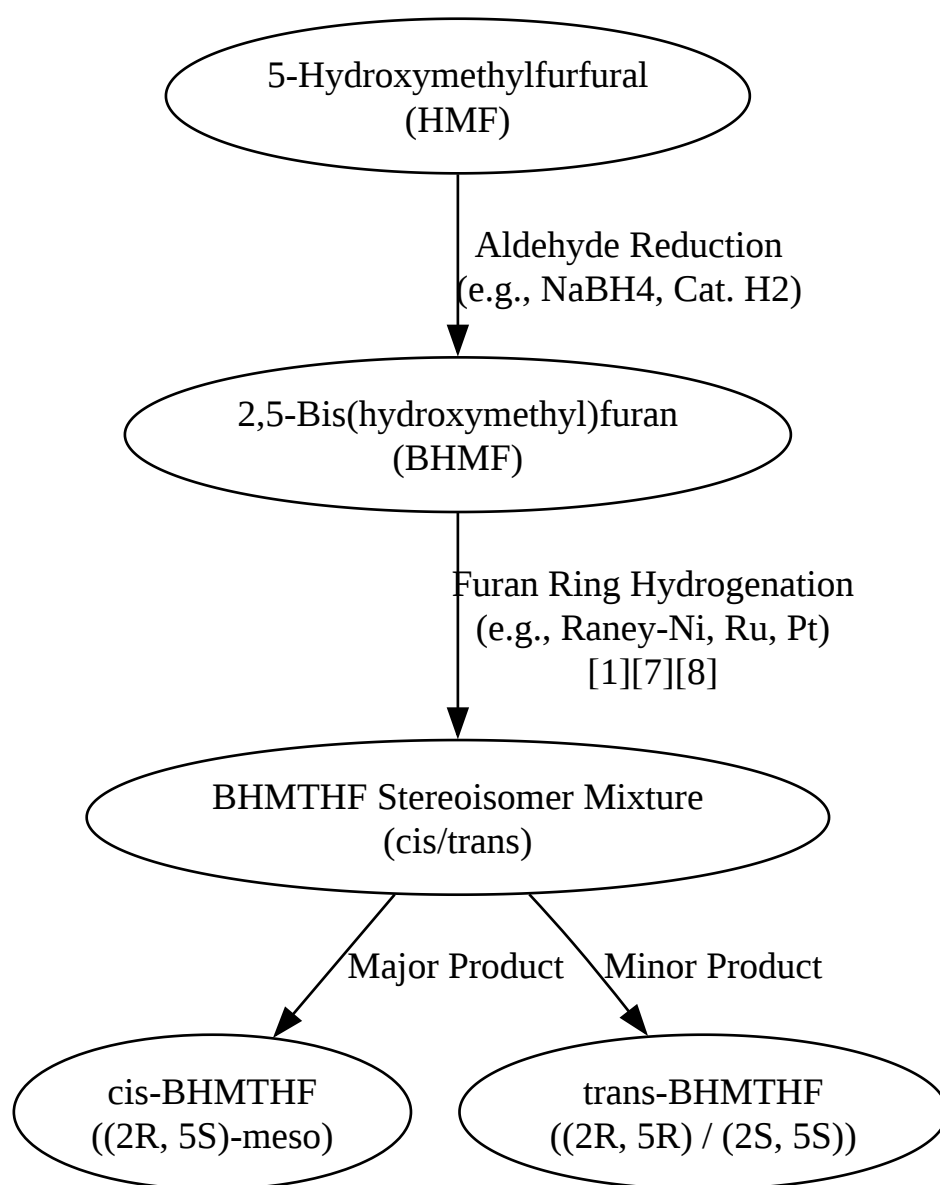 5-Hydroxymethylfurfural
(HMF)
Aldehyde Reduction
(e.g., NaBH4, Cat. H2)
2,5-Bis(hydroxymethyl)furan
(BHMF)
Furan Ring Hydrogenation
(e.g., Raney-Ni, Ru, Pt)
[1][7][8]
BHMTHF Stereoisomer Mixture
(cis/trans)
Major Product
Minor Product
cis-BHMTHF
((2R, 5S)-meso)
trans-BHMTHF
((2R, 5R) / (2S, 5S))